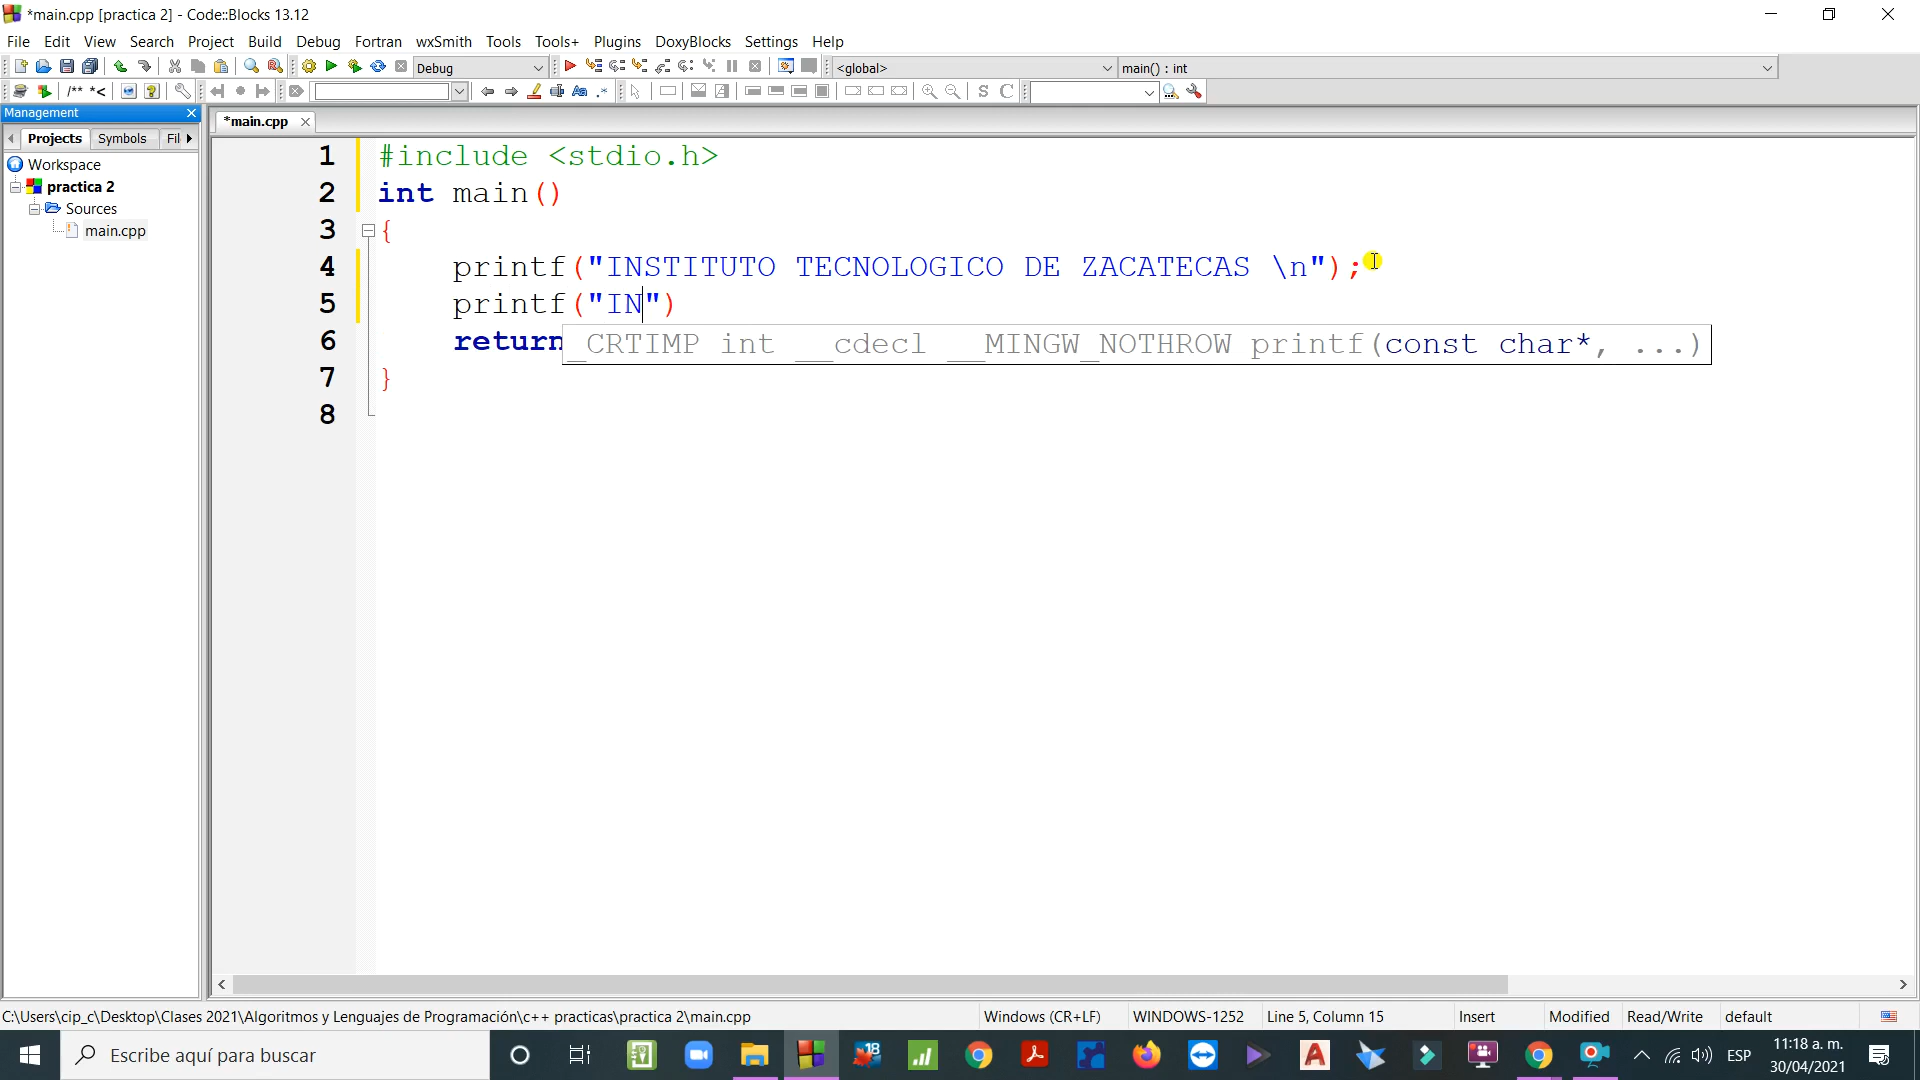 *main.cpp [practica 2] - Code::Blocks 13.12
File Edit View Search Project Build Debug Fortran wxSmith Tools Tools+ Plugins DoxyBlocks Settings Help
Debug <global> main() : int
/** *<
S C
Management
*main.cpp
Projects Symbols Fil
Workspace
practica 2
Sources
main.cpp
1 #include <stdio.h>
2 int main()
3 {
4 printf("INSTITUTO TECNOLOGICO DE ZACATECAS \n");
5 printf("IN")
6 return _CRTIMP int __cdecl __MINGW_NOTHROW printf(const char*, ...)
7 }
8
C:\Users\cip_c\Desktop\Clases 2021\Algoritmos y Lenguajes de Programación\c++ practicas\practica 2\main.cpp Windows (CR+LF) WINDOWS-1252 Line 5, Column 15 Insert Modified Read/Write default
Escribe aquí para buscar
18
ESP
11:18 a. m.
30/04/2021